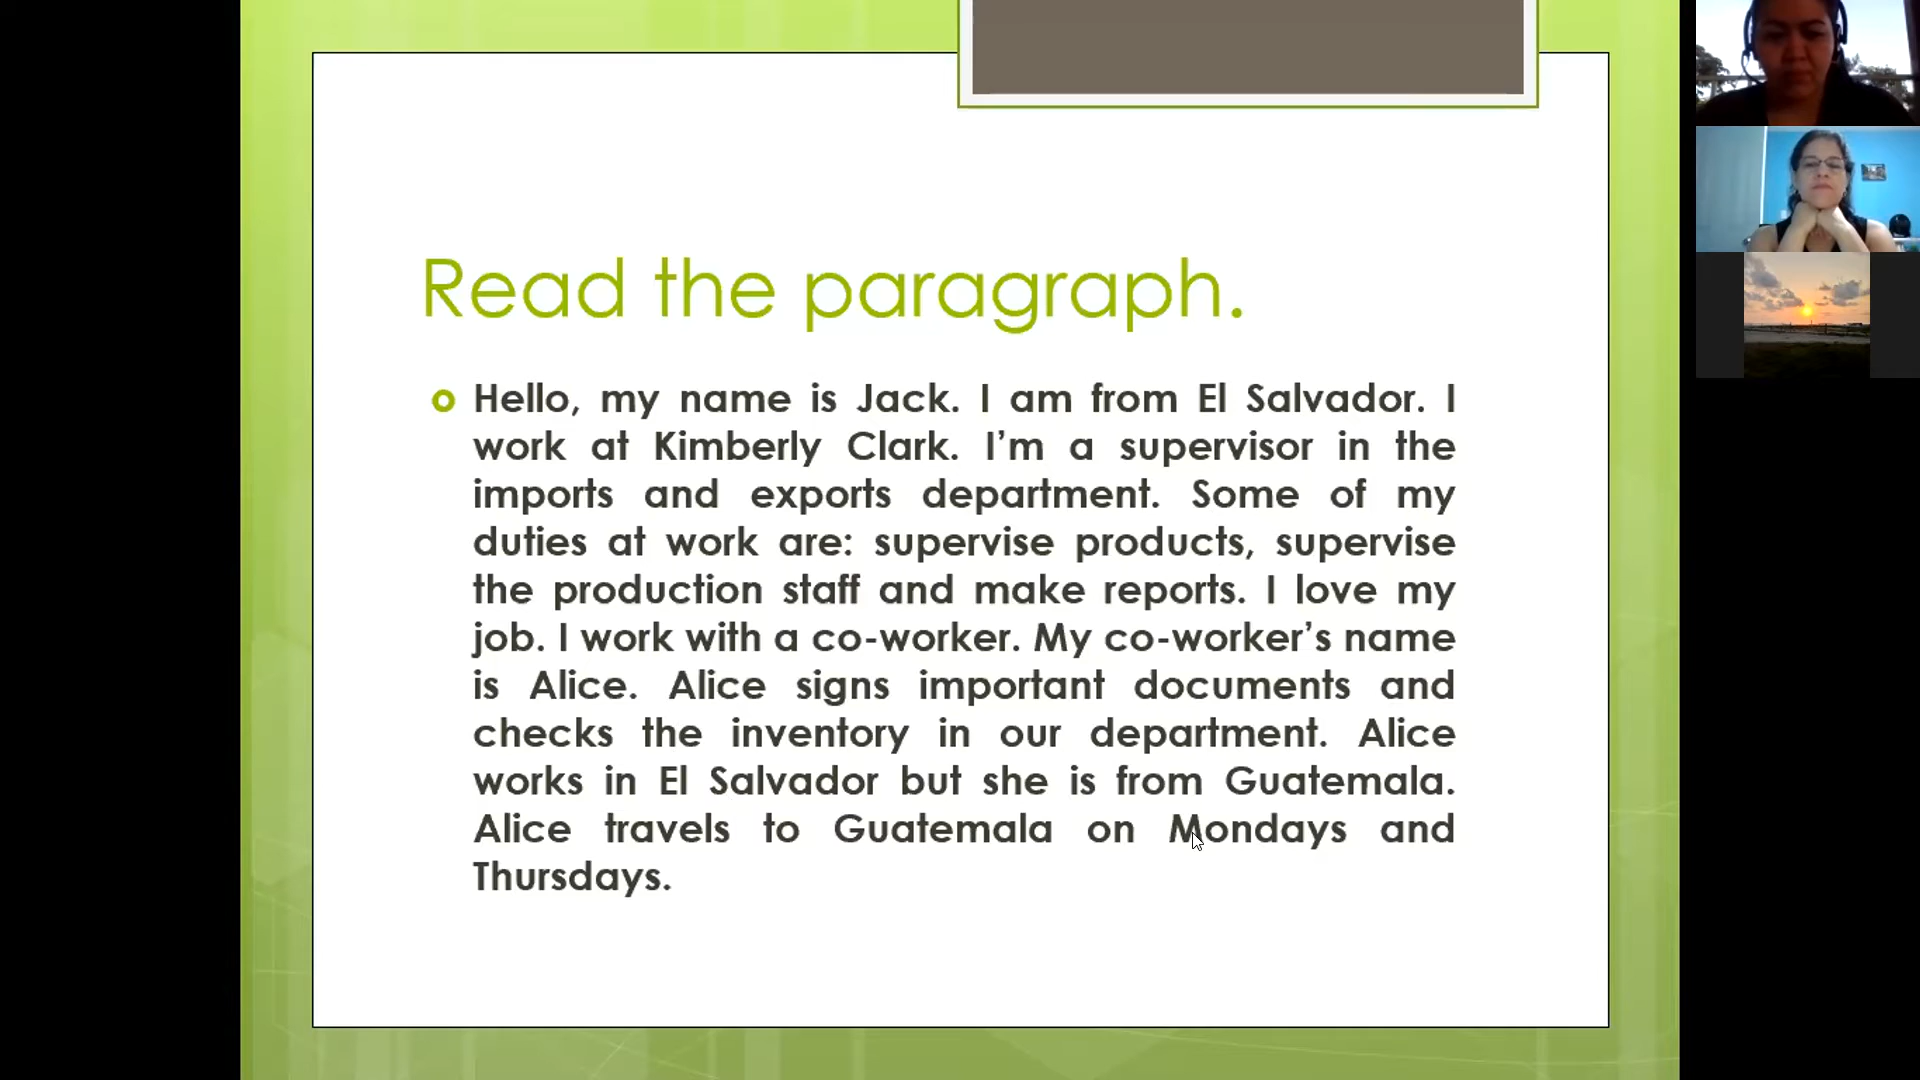 Read the paragraph.
Hello, my name is Jack. I am from El Salvador. I
work at Kimberly Clark. I’m a supervisor in the
imports and exports department. Some of my
duties at work are: supervise products, supervise
the production staff and make reports. I love my
job. I work with a co-worker. My co-worker’s name
is Alice. Alice signs important documents and
checks the inventory in our department. Alice
works in El Salvador but she is from Guatemala.
Alice travels to Guatemala on Mondays and
Thursdays.